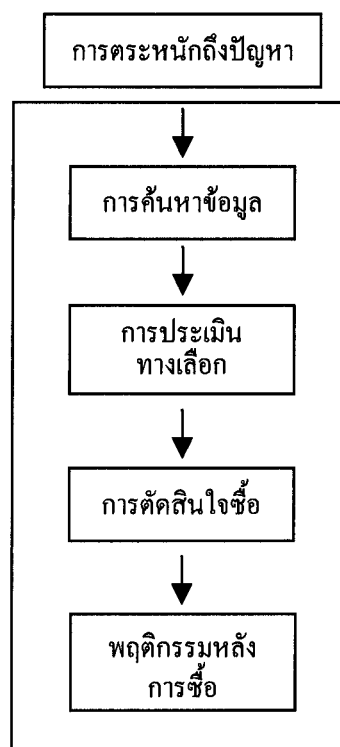 การตระหนักถึงปัญหา
การค้นหาข้อมูล
การประเมิน
ทางเลือก
การตัดสินใจซื้อ
พฤติกรรมหลัง
การซื้อ